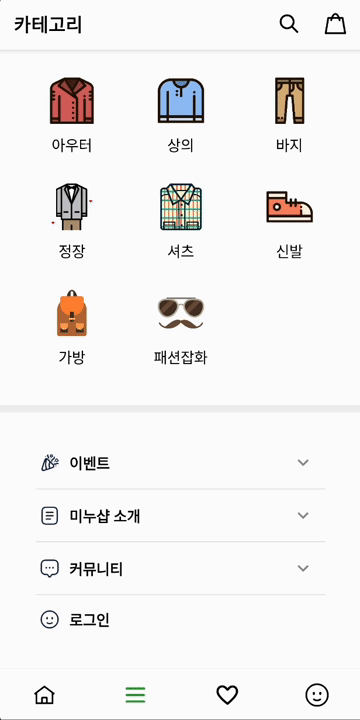 카테고리
아우터 상의 바지
정장 셔츠 신발
가방 패션잡화
이벤트
미누샵 소개
커뮤니티
로그인